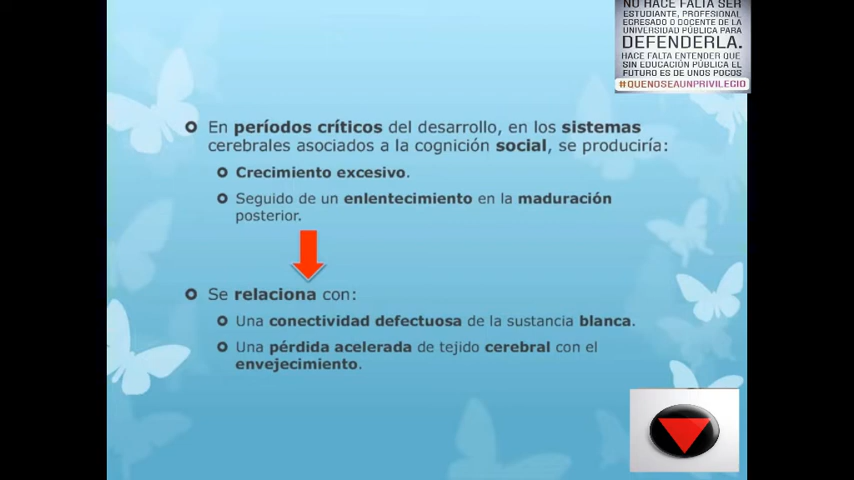 NO HACE FALTA SER
ESTUDIANTE, PROFESIONAL
EGRESADO O DOCENTE DE LA
UNIVERSIDAD PÚBLICA PARA
DEFENDERLA.
HACE FALTA ENTENDER QUE
SIN EDUCACIÓN PÚBLICA EL
FUTURO ES DE UNOS POCOS
#QUENOSEAUNPRIVILEGIO
En períodos críticos del desarrollo, en los sistemas
cerebrales asociados a la cognición social, se produciría:
Crecimiento excesivo.
Seguido de un enlentecimiento en la maduración
posterior.
Se relaciona con:
Una conectividad defectuosa de la sustancia blanca.
Una pérdida acelerada de tejido cerebral con el
envejecimiento.